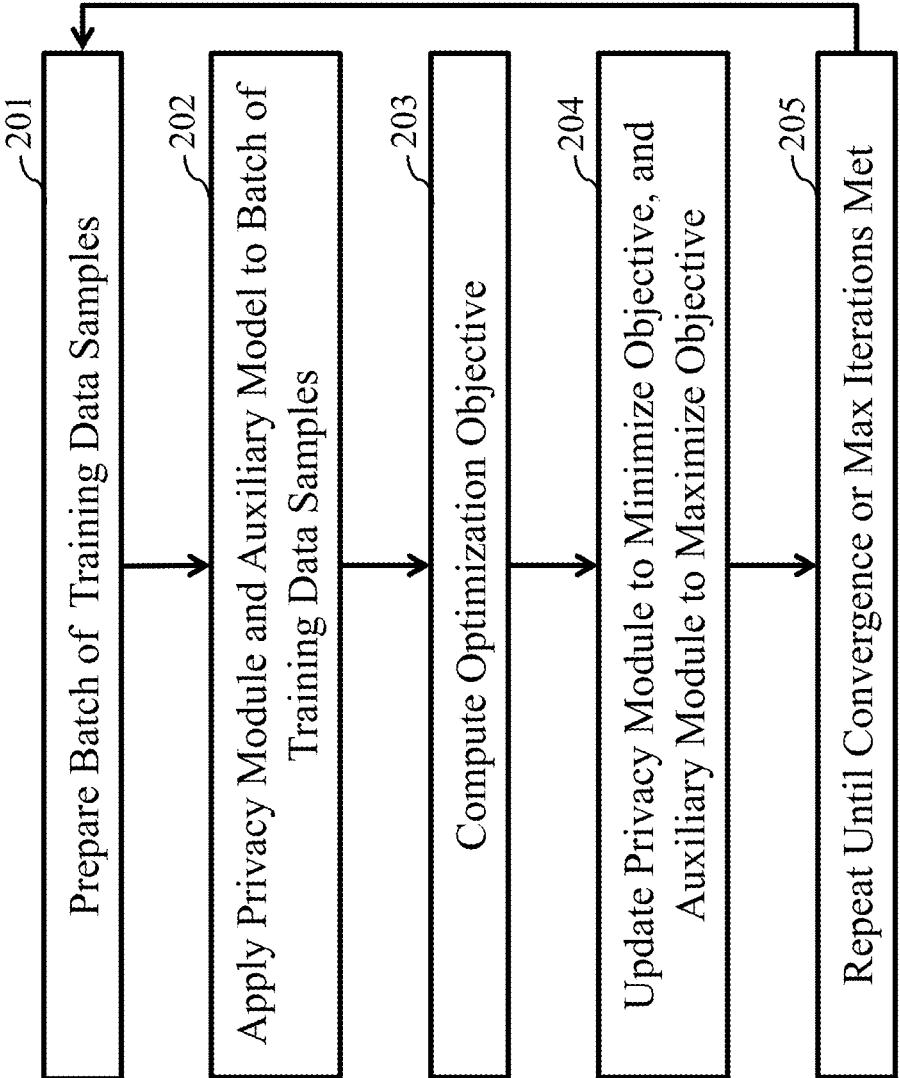 201
Prepare Batch of Training Data Samples
202
Apply Privacy Module and Auxiliary Model to Batch of
Training Data Samples
203
Compute Optimization Objective
204
Update Privacy Module to Minimize Objective, and
Auxiliary Module to Maximize Objective
205
Repeat Until Convergence or Max Iterations Met